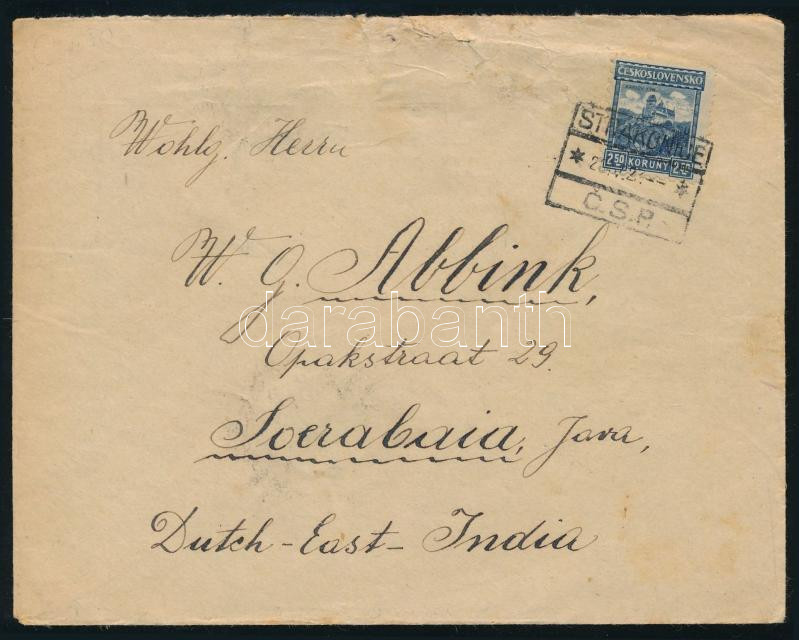 ČESKOSLOVENSKO
2.50 KORUNY 2.50
STRAKONICE
Č.S.P.
Wohlg. Herrn
W. G. Abbink,
darabanth
Opakstraat 29.
Soerabaia, Java,
Dutch-East-India